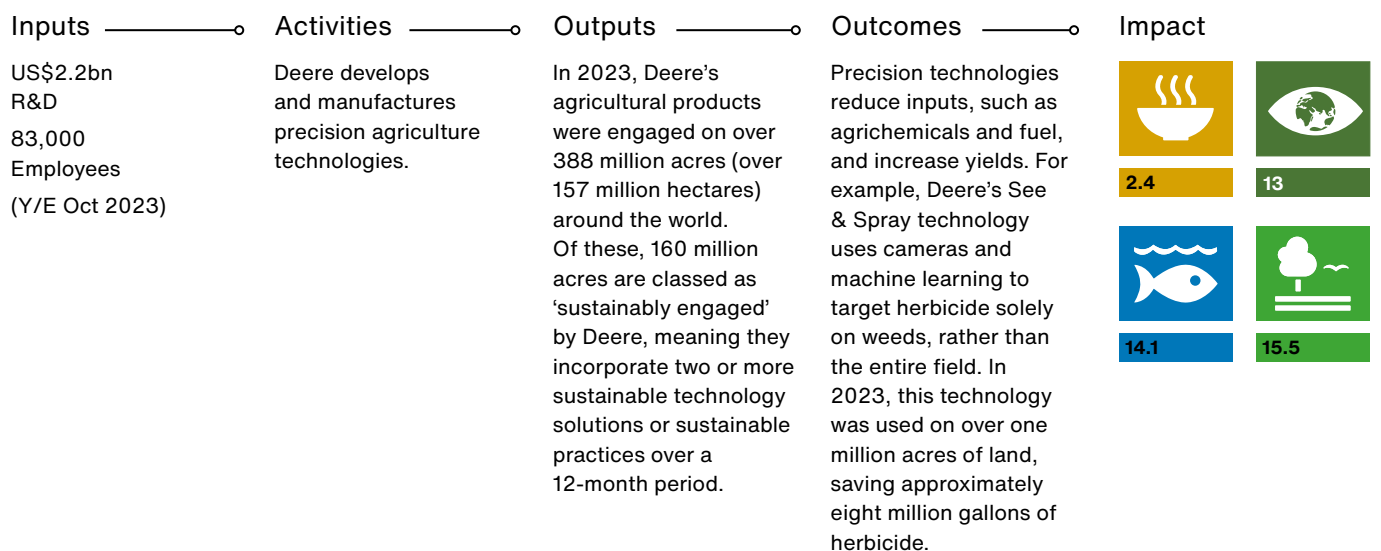 Inputs
US$2.2bn
R&D
83,000
Employees
(Y/E Oct 2023)
Activities
Deere develops
and manufactures
precision agriculture
technologies.
Outputs
In 2023, Deere’s
agricultural products
were engaged on over
388 million acres (over
157 million hectares)
around the world.
Of these, 160 million
acres are classed as
‘sustainably engaged’
by Deere, meaning they
incorporate two or more
sustainable technology
solutions or sustainable
practices over a
12-month period.
Outcomes
Precision technologies
reduce inputs, such as
agrichemicals and fuel,
and increase yields. For
example, Deere’s See
& Spray technology
uses cameras and
machine learning to
target herbicide solely
on weeds, rather than
the entire field. In
2023, this technology
was used on over one
million acres of land,
saving approximately
eight million gallons of
herbicide.
Impact
2.4
13
14.1
15.5